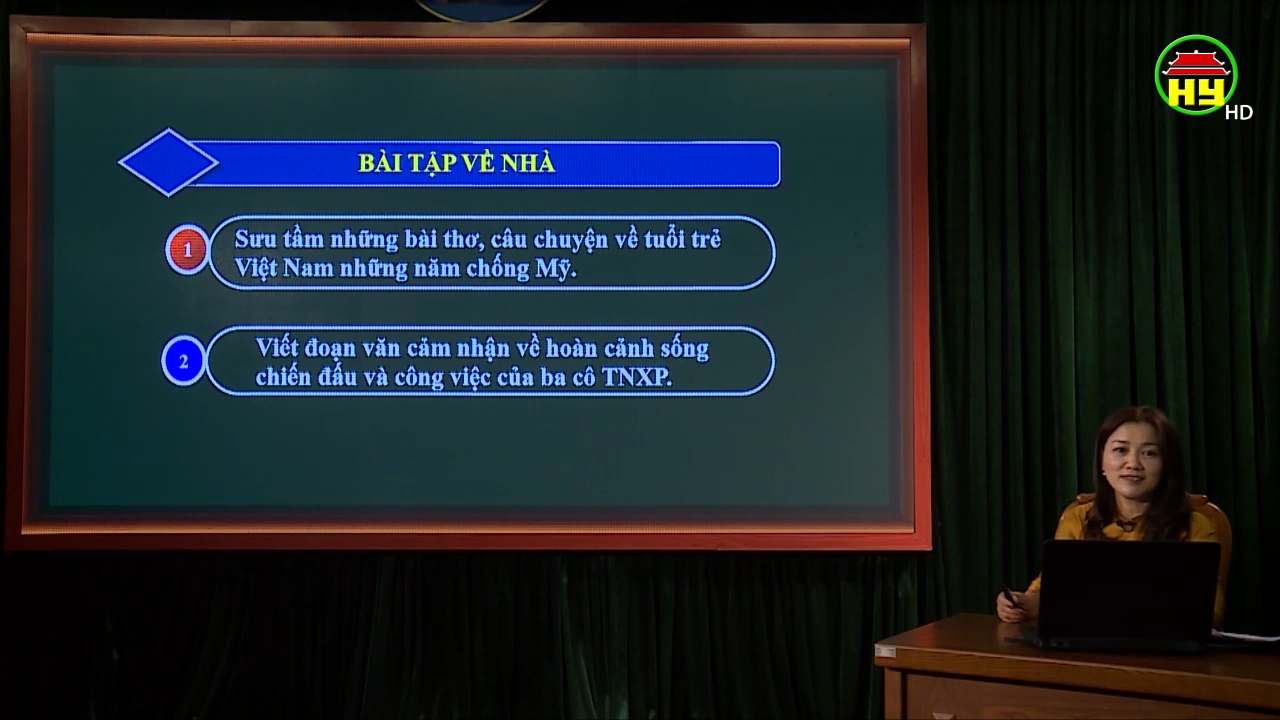 HY
HD
BÀI TẬP VỀ NHÀ
1
Sưu tầm những bài thơ, câu chuyện về tuổi trẻ
Việt Nam những năm chống Mỹ.
2
Viết đoạn văn cảm nhận về hoàn cảnh sống
chiến đấu và công việc của ba cô TNXP.